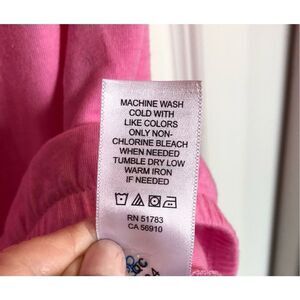 MACHINE WASH
COLD WITH
LIKE COLORS
ONLY NON-
CHLORINE BLEACH
WHEN NEEDED
TUMBLE DRY LOW
WARM IRON
IF NEEDED
RN 51783
CA 56910